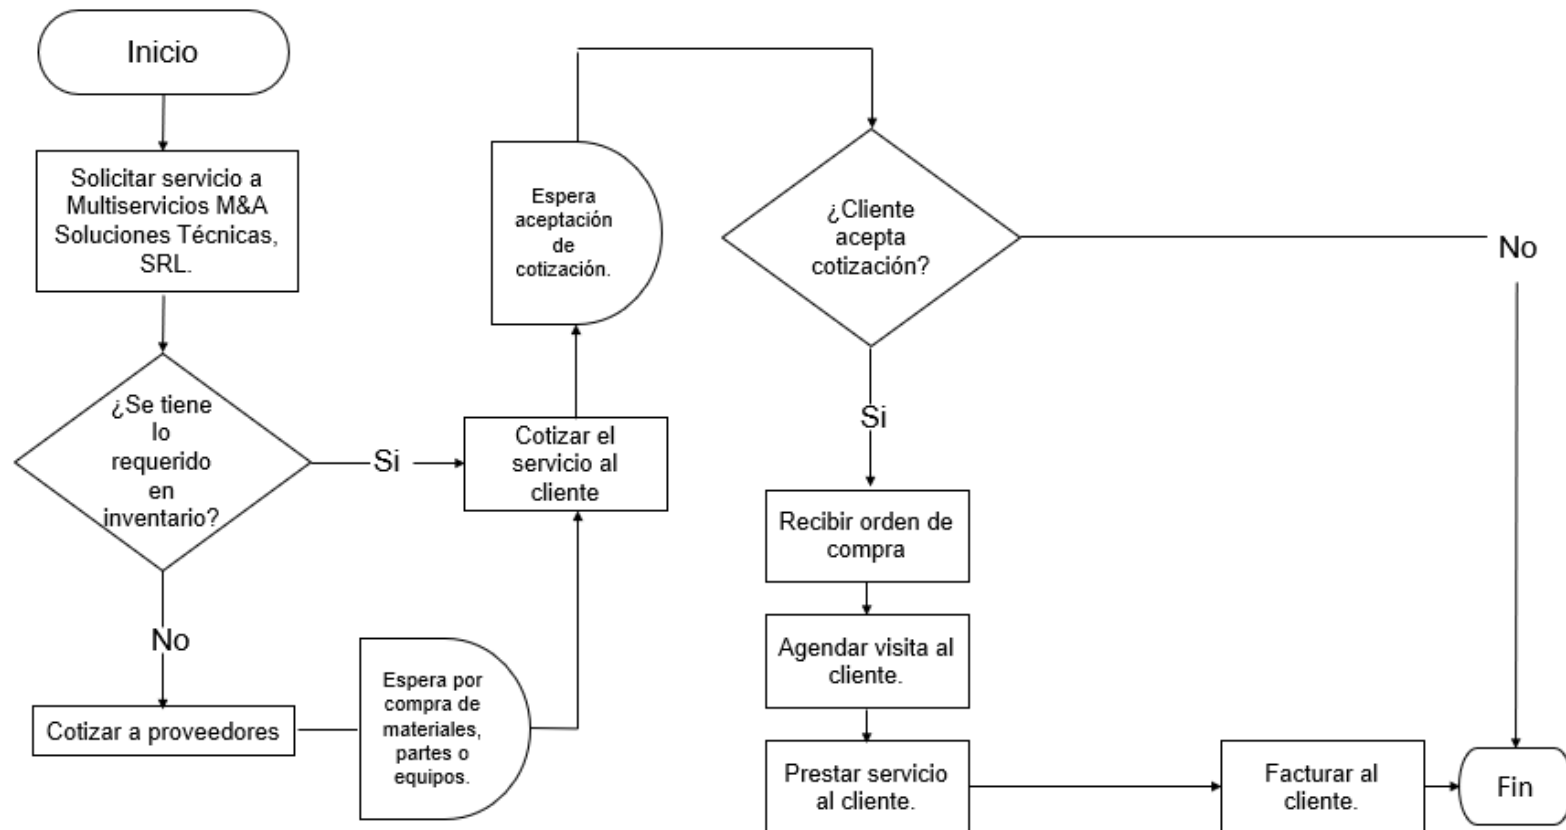 Inicio
Solicitar servicio a
Multiservicios M&A
Soluciones Técnicas,
SRL.
¿Se tiene
lo
requerido
en
inventario?
Si
No
Cotizar a proveedores
Espera por
compra de
materiales,
partes o
equipos.
Cotizar el
servicio al
cliente
Espera
aceptación
de
cotización.
¿Cliente
acepta
cotización?
No
Si
Recibir orden de
compra
Agendar visita al
cliente.
Prestar servicio
al cliente.
Facturar al
cliente.
Fin